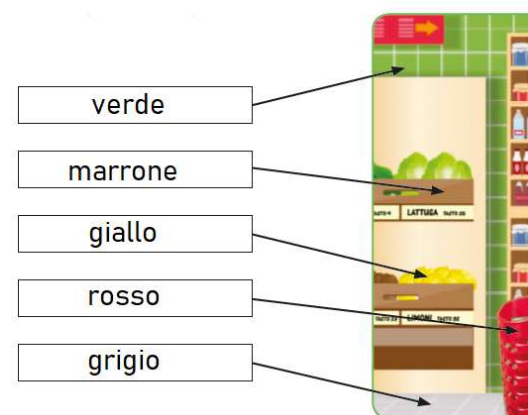 verde
marrone
giallo
rosso
grigio
LATTUGA
LIMONI